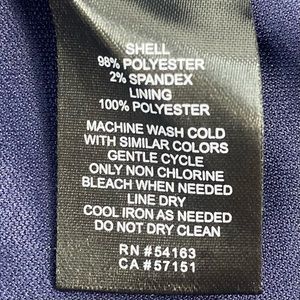 SHELL
98% POLYESTER
2% SPANDEX
LINING
100% POLYESTER
MACHINE WASH COLD
WITH SIMILAR COLORS
GENTLE CYCLE
ONLY NON CHLORINE
BLEACH WHEN NEEDED
LINE DRY
COOL IRON AS NEEDED
DO NOT DRY CLEAN
RN #54163
CA #57151